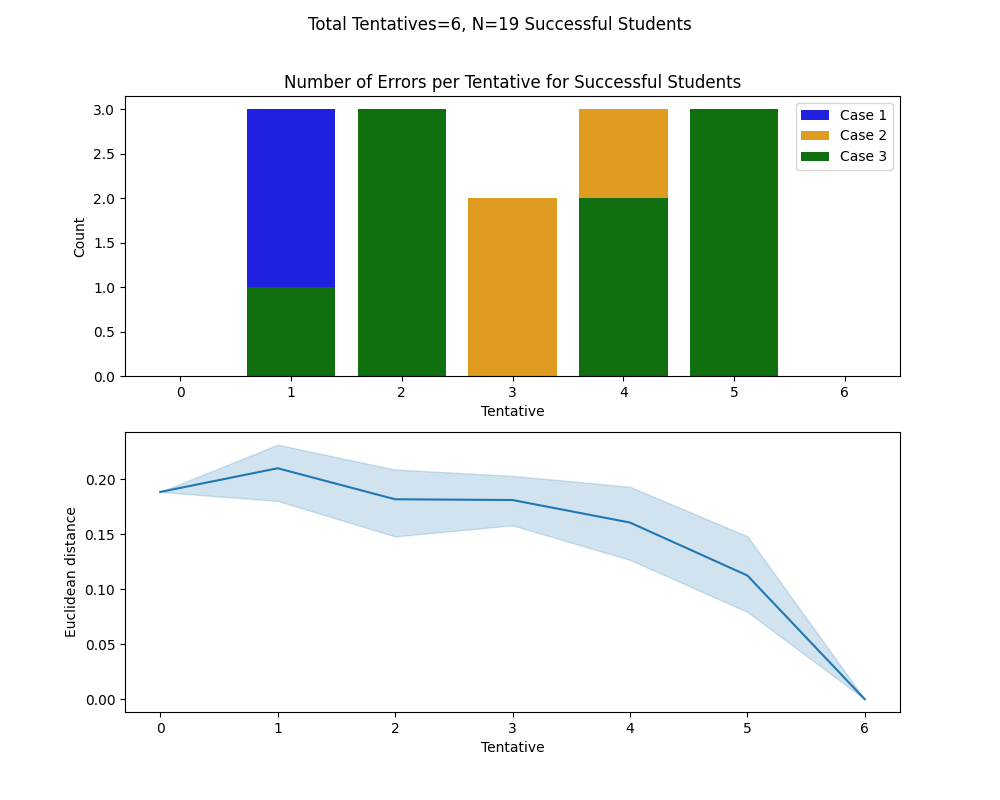 Total Tentatives=6, N=19 Successful Students
Number of Errors per Tentative for Successful Students
3.0
2.5
2.0
1.5
1.0
0.5
0.0
Count
Case 1
Case 2
Case 3
0 1 2 3 4 5 6
Tentative
0.20
0.15
0.10
0.05
0.00
Euclidean distance
0 1 2 3 4 5 6
Tentative